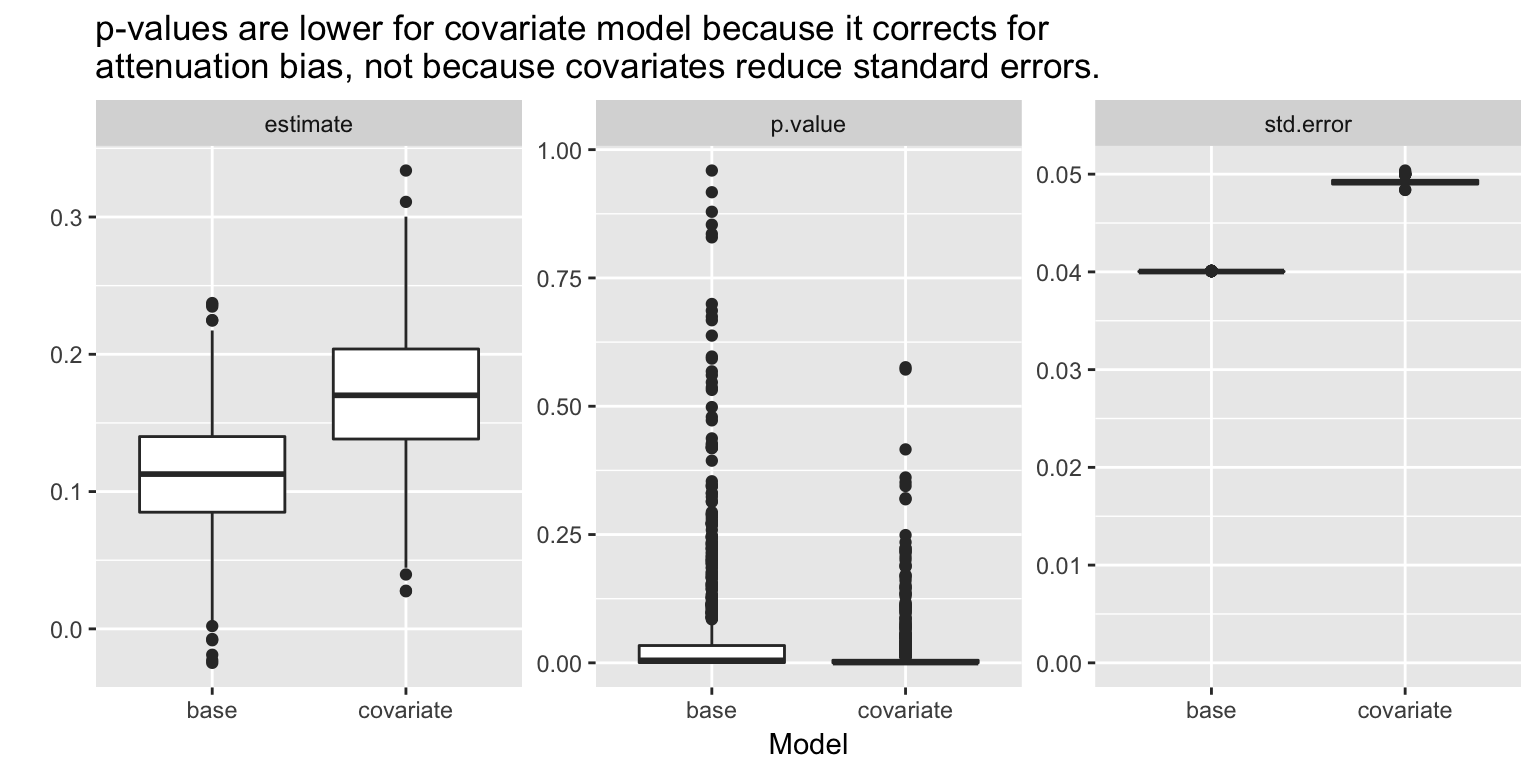 p-values are lower for covariate model because it corrects for
attenuation bias, not because covariates reduce standard errors.
estimate
0.3
0.2
0.1
0.0
base
covariate
p.value
1.00
0.75
0.50
0.25
0.00
base
covariate
std.error
0.05
0.04
0.03
0.02
0.01
0.00
base
covariate
Model